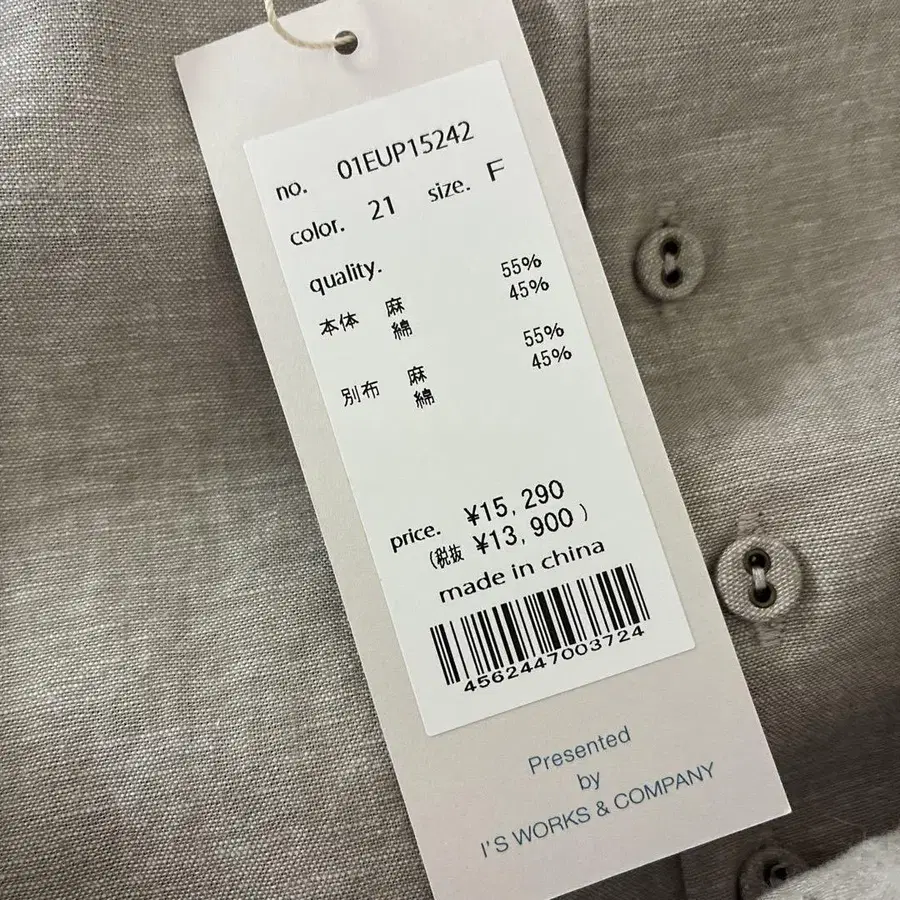 no. 01EUP15242
color. 21 size. F
quality.
本体 麻 55%
綿 45%
別布 麻 55%
綿 45%
price. ¥15,290
(税抜 ¥13,900)
made in china
4562447003724
Presented
by
I'S WORKS & COMPANY